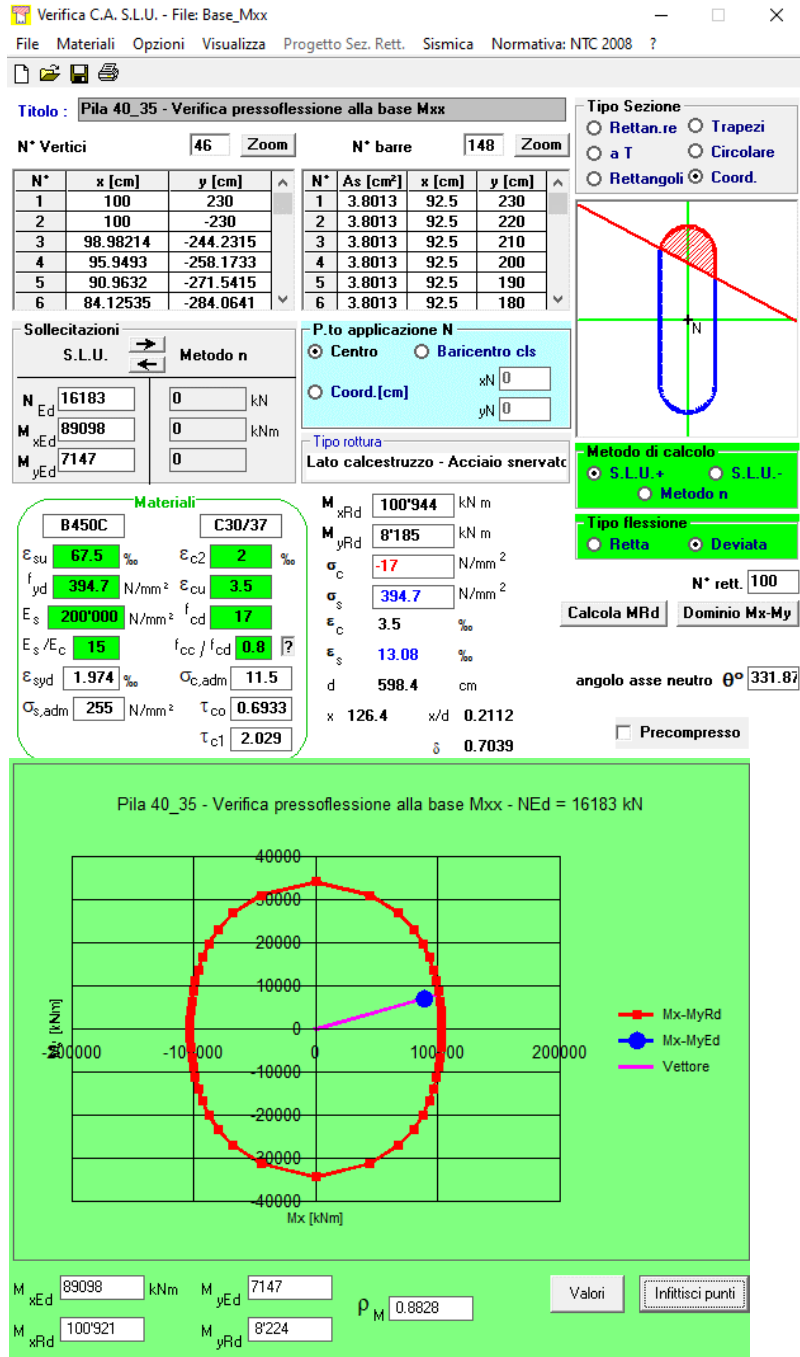 Verifica C.A. S.L.U. - File: Base_Mxx
File Materiali Opzioni Visualizza Progetto Sez. Rett. Sismica Normativa: NTC 2008 ?
Titolo : Pila 40_35 - Verifica pressoflessione alla base Mxx
N* Vertici 46 Zoom N* barre 148 Zoom
N* x [cm] y [cm]
1 100 230
2 100 -230
3 98.98214 -244.2315
4 95.9493 -258.1733
5 90.9632 -271.5415
6 84.12535 -284.0641
N* As [cm²] x [cm] y [cm]
1 3.8013 92.5 230
2 3.8013 92.5 220
3 3.8013 92.5 210
4 3.8013 92.5 200
5 3.8013 92.5 190
6 3.8013 92.5 180
Tipo Sezione
Rettan.re Trapezi
a T Circolare
Rettangoli Coord.
N
Sollecitazioni
S.L.U. Metodo n
N Ed 16183 0 kN
M xEd 89098 0 kNm
M yEd 7147 0
P.to applicazione N
Centro Baricentro cls
Coord.[cm] xN 0
yN 0
Tipo rottura
Lato calcestruzzo - Acciaio snervato
Metodo di calcolo
S.L.U.+ S.L.U.-
Metodo n
Tipo flessione
Retta Deviata
N* rett. 100
Calcola MRd Dominio Mx-My
angolo asse neutro θ° 331.87
Precompresso
Materiali
B450C C30/37
εsu 67.5 ‰ εc2 2 ‰
fyd 394.7 N/mm² εcu 3.5
Es 200'000 N/mm² fcd 17
Es/Ec 15 fcc / fcd 0.8 ?
εsyd 1.974 ‰ σc,adm 11.5
σs,adm 255 N/mm² τco 0.6933
τc1 2.029
M xRd 100'944 kN m
M yRd 8'185 kN m
σc -17 N/mm²
σs 394.7 N/mm²
εc 3.5 ‰
εs 13.08 ‰
d 598.4 cm
x 126.4 x/d 0.2112
δ 0.7039
Pila 40_35 - Verifica pressoflessione alla base Mxx - NEd = 16183 kN
40000
30000
20000
10000
0
-10000
-20000
-30000
-40000
-200000 -100000 0 100000 200000
Mx [kNm]
Mx-MyRd
Mx-MyEd
Vettore
M xEd 89098 kNm M yEd 7147
M xRd 100'921 M yRd 8'224
ρ M 0.8828
Valori Infittisci punti